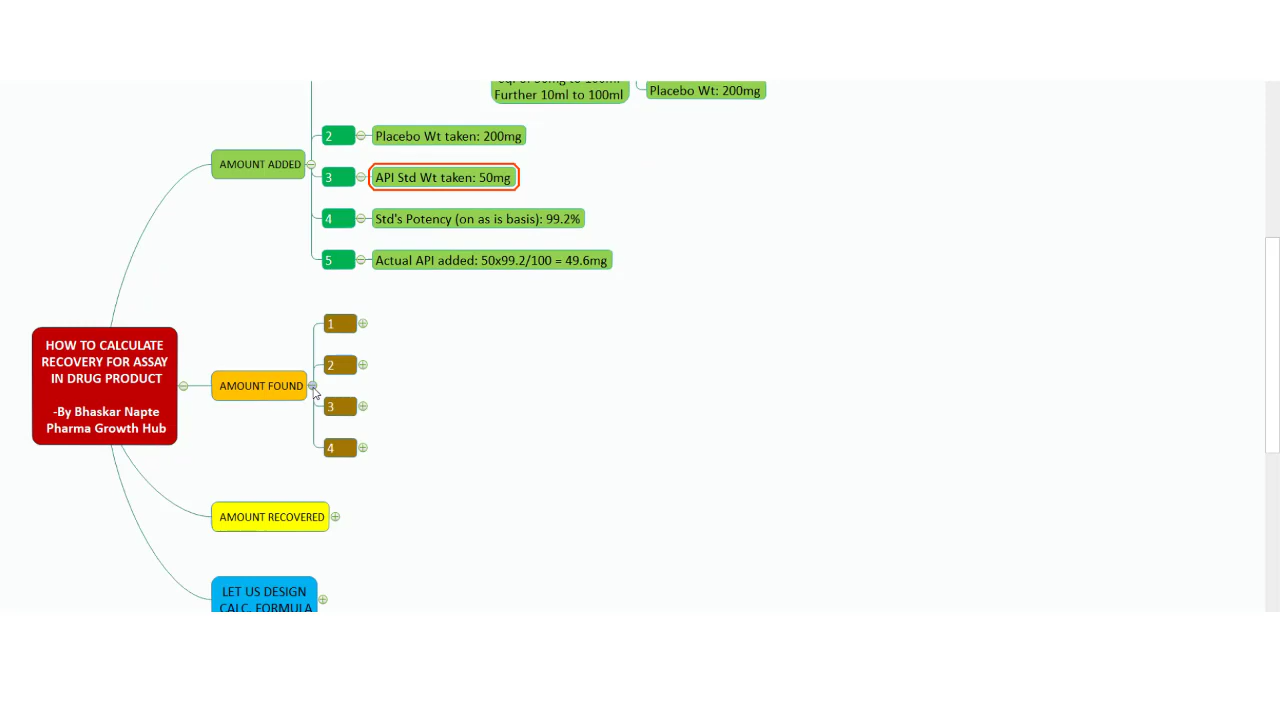 Further 10ml to 100ml
Placebo Wt: 200mg
2
Placebo Wt taken: 200mg
AMOUNT ADDED
3
API Std Wt taken: 50mg
4
Std's Potency (on as is basis): 99.2%
5
Actual API added: 50x99.2/100 = 49.6mg
HOW TO CALCULATE
RECOVERY FOR ASSAY
IN DRUG PRODUCT
-By Bhaskar Napte
Pharma Growth Hub
AMOUNT FOUND
1
2
3
4
AMOUNT RECOVERED
LET US DESIGN
CALC. FORMULA